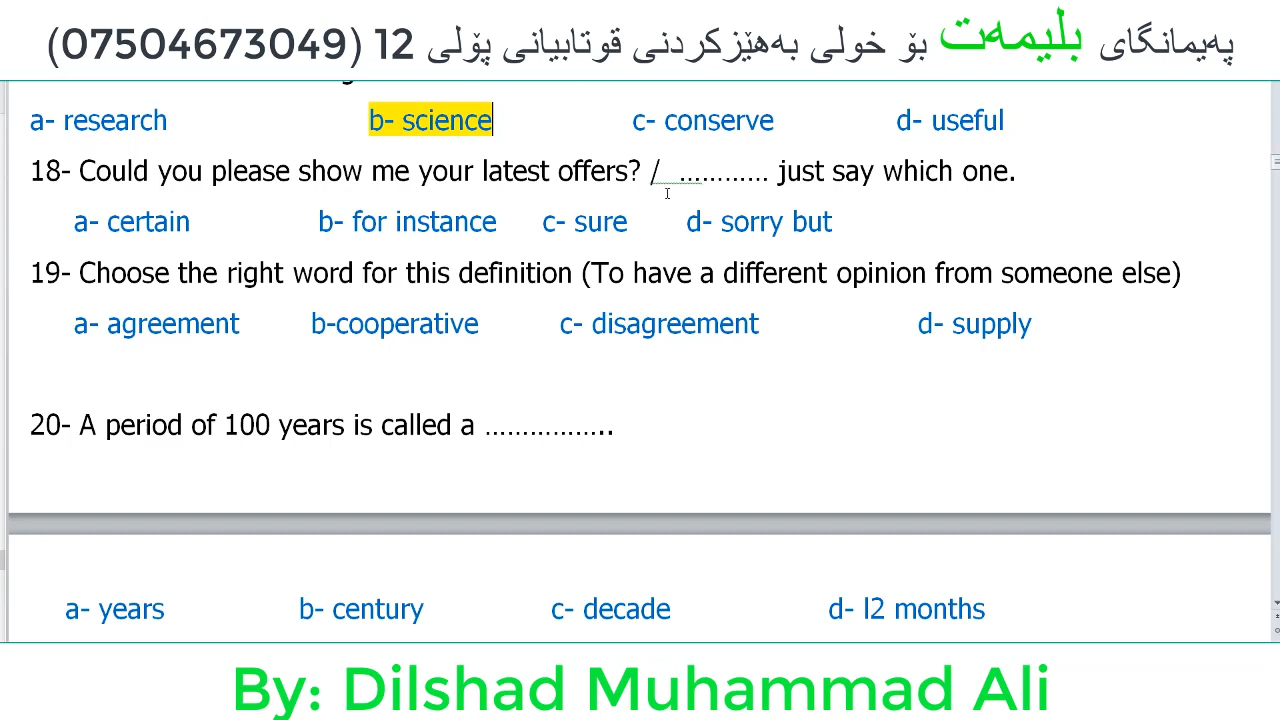 پەیمانگای بلیمەت بۆ خولی بەهێزکردنی قوتابیانی پۆلی 12 (07504673049)
a- research b- science c- conserve d- useful
18- Could you please show me your latest offers? / ………… just say which one.
a- certain b- for instance c- sure d- sorry but
19- Choose the right word for this definition (To have a different opinion from someone else)
a- agreement b-cooperative c- disagreement d- supply
20- A period of 100 years is called a ……………..
a- years b- century c- decade d- l2 months
By: Dilshad Muhammad Ali